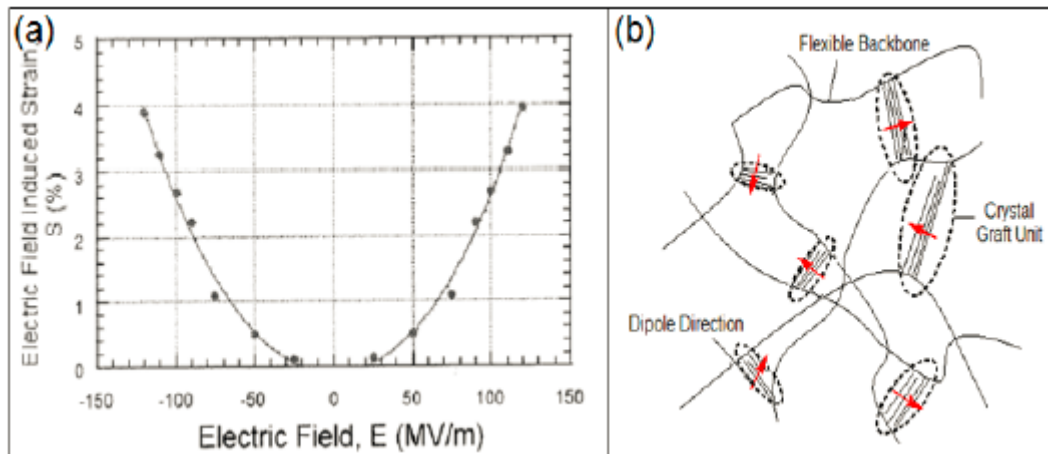 (a)
Electric Field Induced Strain,
S (%)
5
4
3
2
1
0
-150
-100
-50
0
50
100
150
Electric Field, E (MV/m)
(b)
Flexible Backbone
Crystal
Graft Unit
Dipole Direction